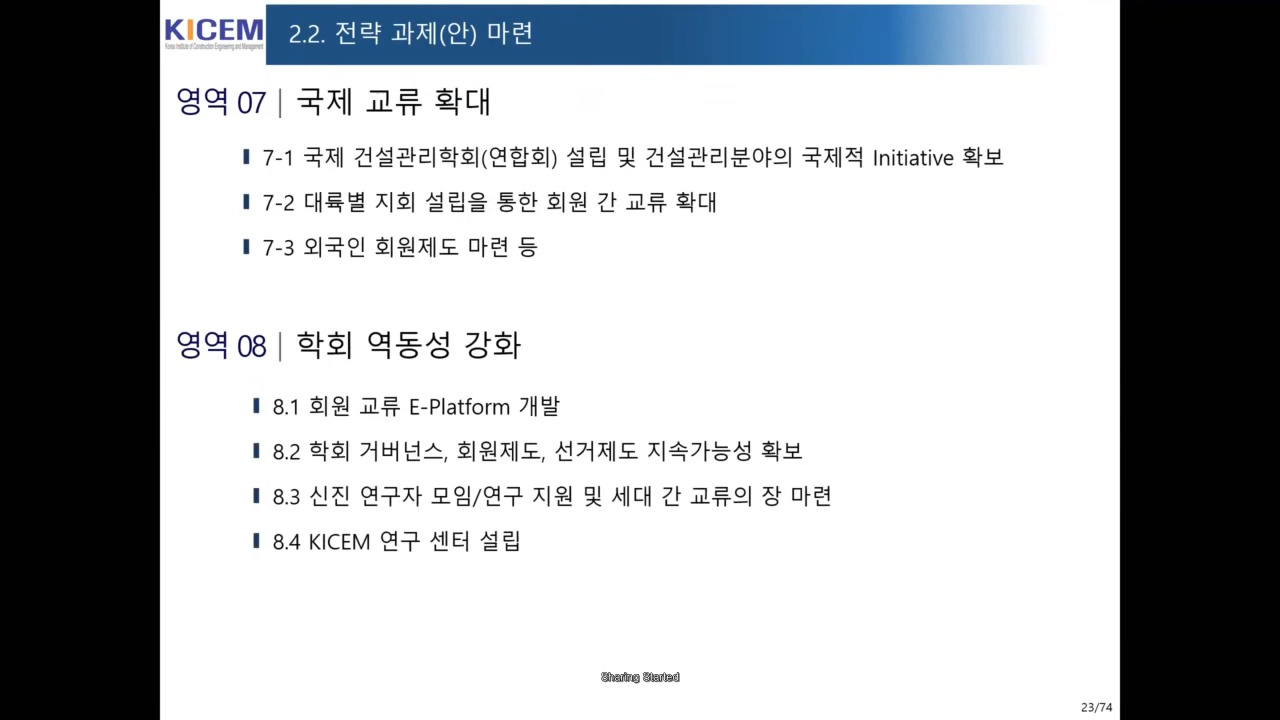 KICEM
Korea Institute of Construction Engineering and Management
2.2. 전략 과제(안) 마련
영역 07 | 국제 교류 확대
7-1 국제 건설관리학회(연합회) 설립 및 건설관리분야의 국제적 Initiative 확보
7-2 대륙별 지회 설립을 통한 회원 간 교류 확대
7-3 외국인 회원제도 마련 등
영역 08 | 학회 역동성 강화
8.1 회원 교류 E-Platform 개발
8.2 학회 거버넌스, 회원제도, 선거제도 지속가능성 확보
8.3 신진 연구자 모임/연구 지원 및 세대 간 교류의 장 마련
8.4 KICEM 연구 센터 설립
Sharing Started
23/74